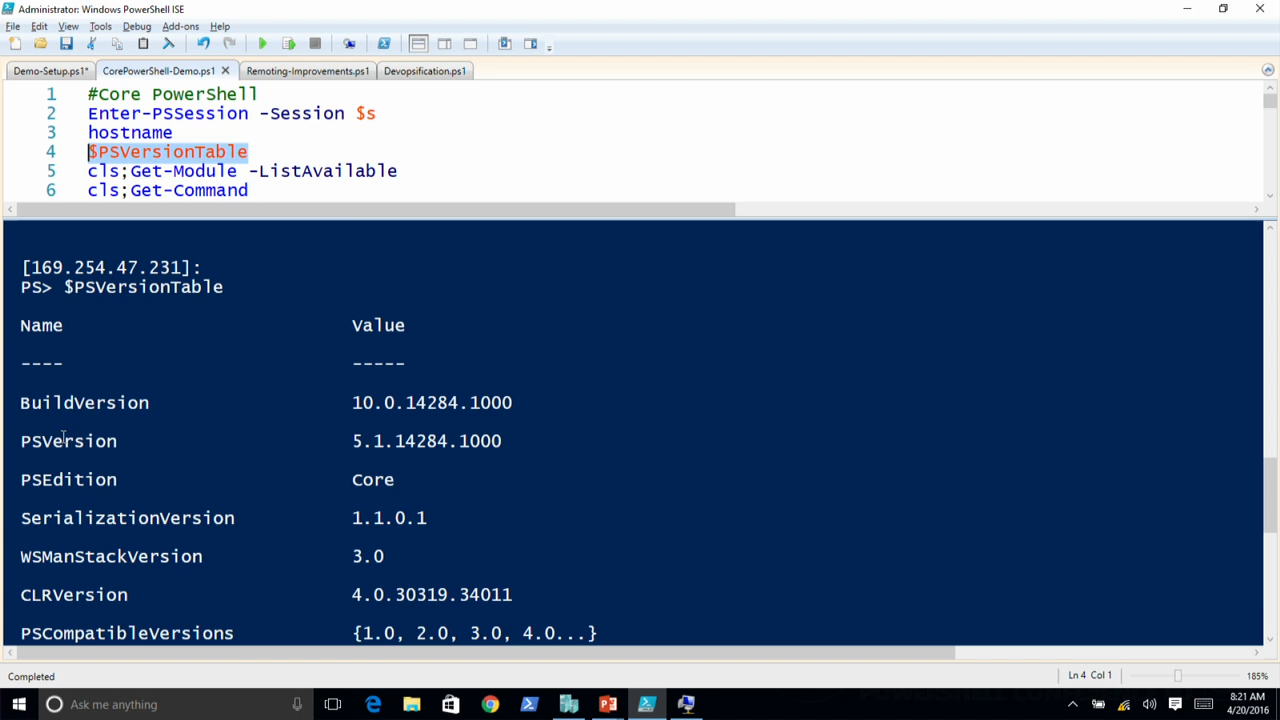 Administrator: Windows PowerShell ISE
File Edit View Tools Debug Add-ons Help
Demo-Setup.ps1* CorePowerShell-Demo.ps1 Remoting-Improvements.ps1 Devopsification.ps1
1 #Core PowerShell
2 Enter-PSSession -Session $s
3 hostname
4 $PSVersionTable
5 cls;Get-Module -ListAvailable
6 cls;Get-Command
[169.254.47.231]:
PS> $PSVersionTable
Name Value
---- -----
BuildVersion 10.0.14284.1000
PSVersion 5.1.14284.1000
PSEdition Core
SerializationVersion 1.1.0.1
WSManStackVersion 3.0
CLRVersion 4.0.30319.34011
PSCompatibleVersions {1.0, 2.0, 3.0, 4.0...}
Completed Ln 4 Col 1 185%
Ask me anything
8:21 AM
4/20/2016